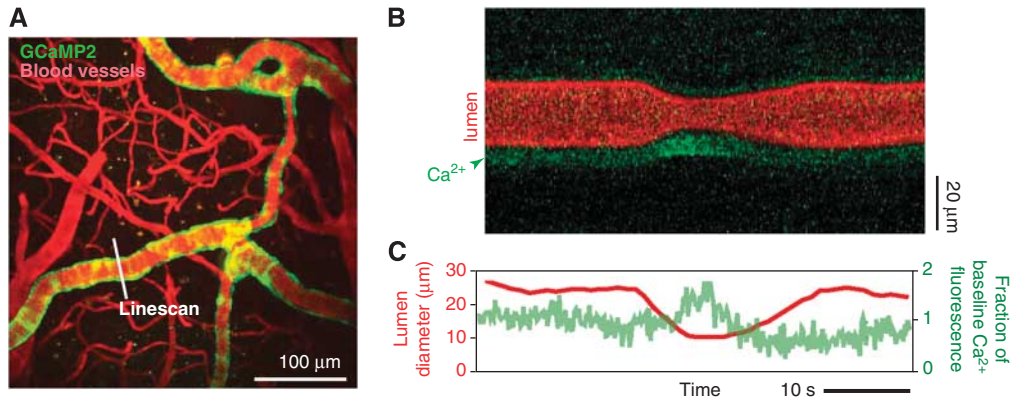 A
GCaMP2
Blood vessels
Linescan
100 μm
B
lumen
Ca2+
20 μm
C
Lumen
diameter (μm)
30
20
10
0
2
1
0
Fraction of
baseline Ca2+
fluorescence
Time
10 s